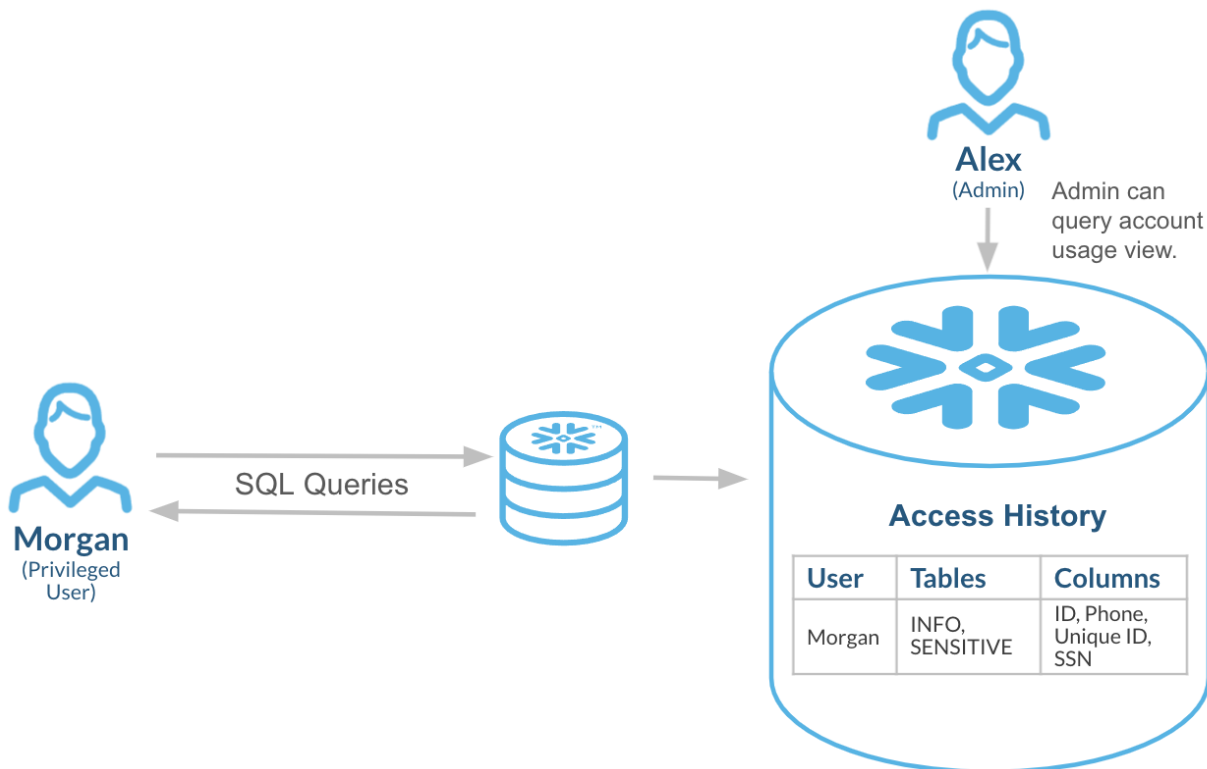 Alex
(Admin)
Admin can
query account
usage view.
SQL Queries
™
Morgan
(Privileged
User)
Access History
User Tables Columns
Morgan
INFO,
SENSITIVE
ID, Phone,
Unique ID,
SSN